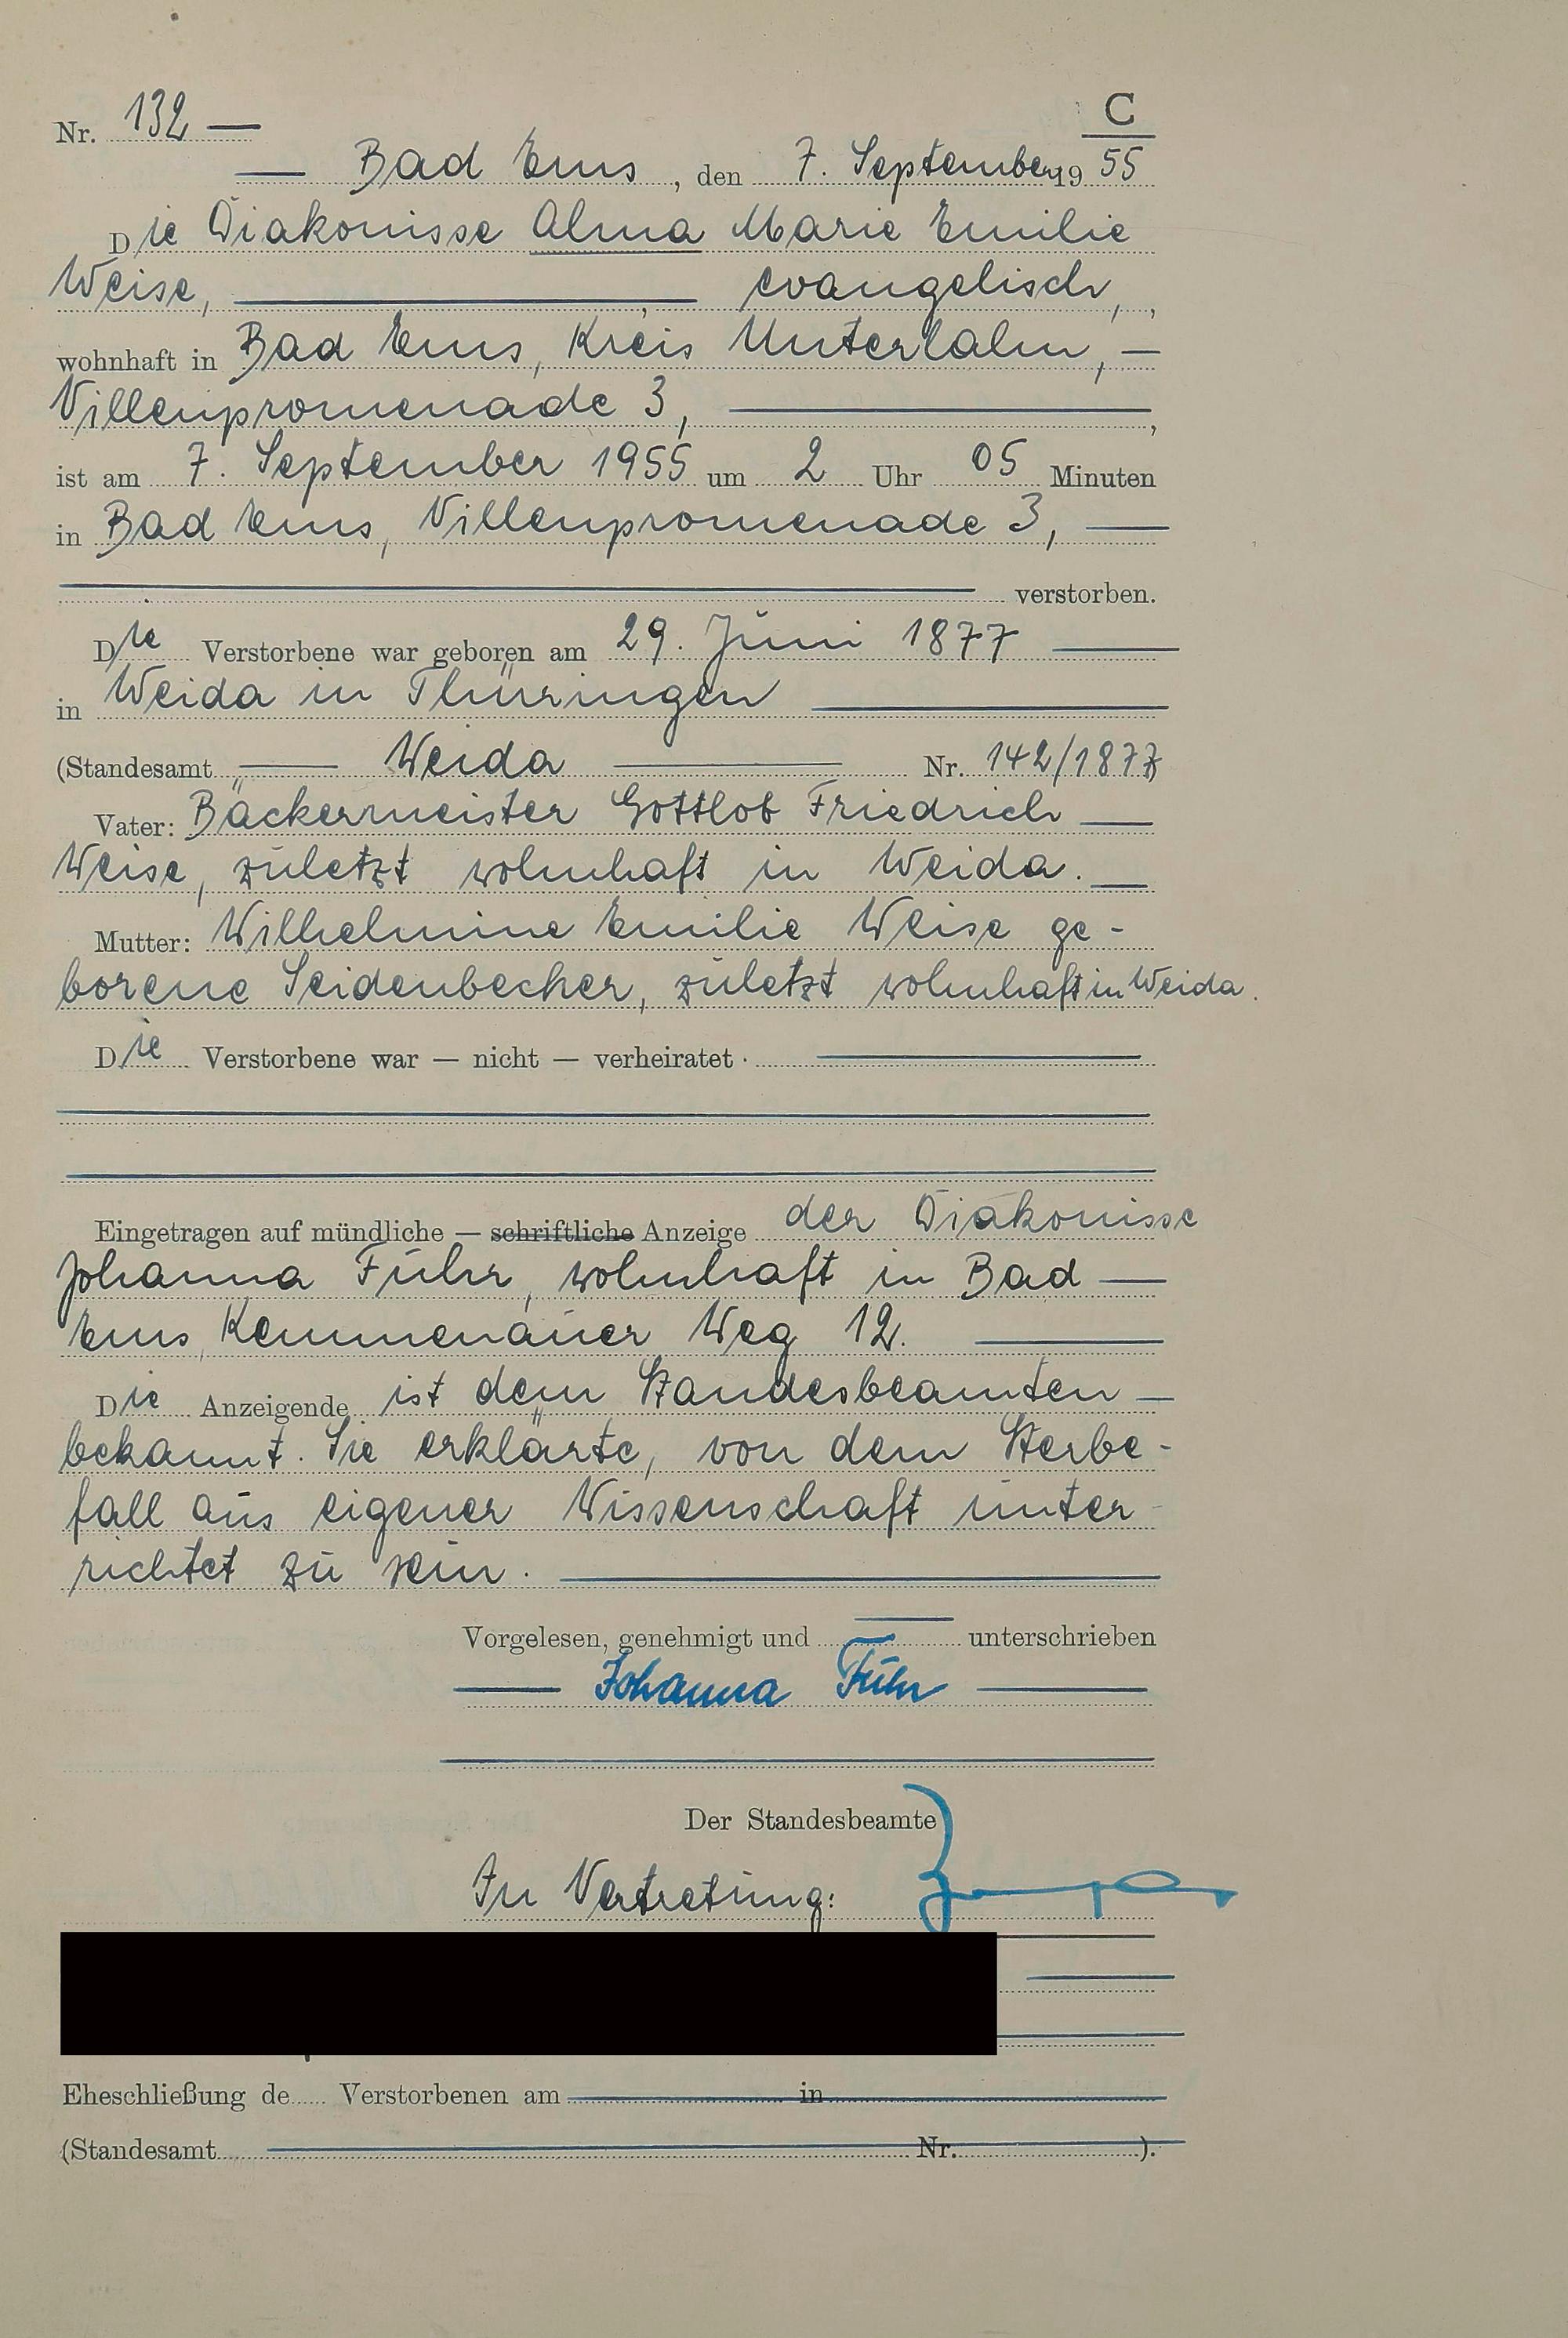 C
Nr. 132 —
— Bad Ems, den 7. September 1955
Die Diakonisse Alma Marie Emilie
Weise, — evangelisch,
wohnhaft in Bad Ems, Kreis Unterlahn, —
Villenpromenade 3, —,
ist am 7. September 1955 um 2 Uhr 05 Minuten
in Bad Ems, Villenpromenade 3, —
— verstorben.
Die Verstorbene war geboren am 29. Juni 1877 —
in Weida in Thüringen —
(Standesamt — Weida — Nr. 142/1877)
Vater: Bäckermeister Gottlob Friedrich —
Weise, zuletzt wohnhaft in Weida. —
Mutter: Wilhelmine Emilie Weise ge-
borene Seidenbecher, zuletzt wohnhaft in Weida.
Die Verstorbene war — nicht — verheiratet. —
Eingetragen auf mündliche — schriftliche Anzeige der Diakonisse
Johanna Fuhr, wohnhaft in Bad —
Ems, Kemmenauer Weg 12. —
Die Anzeigende ist dem Standesbeamten —
bekannt. Sie erklärte, von dem Sterbe-
fall aus eigener Wissenschaft unter-
richtet zu sein. —
Vorgelesen, genehmigt und — unterschrieben
— Johanna Fuhr —
Der Standesbeamte
In Vertretung:
Eheschließung de Verstorbenen am — in —
(Standesamt — Nr. — ).